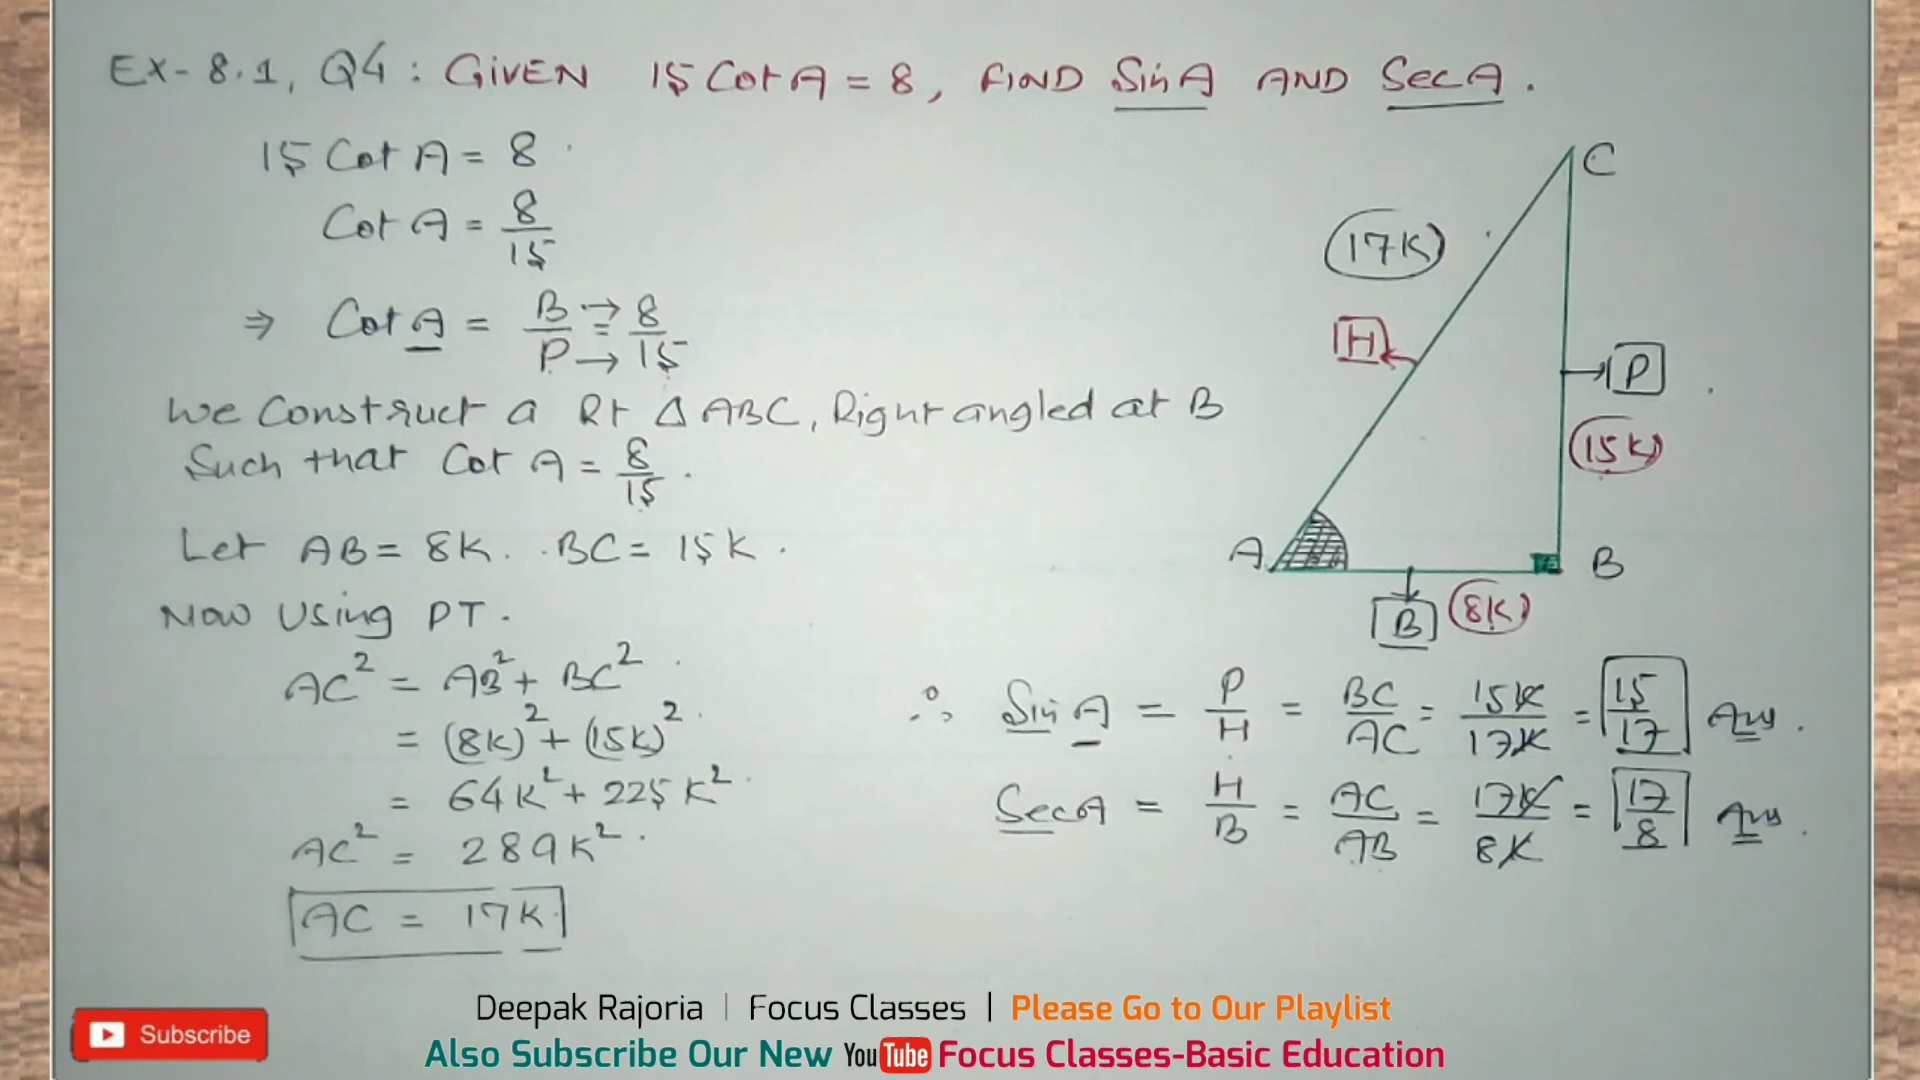 EX-8.1, Q4: GIVEN 15 Cot A = 8, FIND Sin A AND Sec A.
15 Cot A = 8
Cot A = 8/15
⇒ Cot A = B/P → = → 8/15
We Construct a Rt Δ ABC, Right angled at B
Such that Cot A = 8/15.
Let AB = 8K. BC = 15K.
Now Using PT.
AC² = AB² + BC²
= (8K)² + (15K)²
= 64K² + 225K²
AC² = 289K²
AC = 17K
C
17K
H
P
15K
A
B
B
8K
∴ Sin A = P/H = BC/AC = 15K/17K = 15/17 Ans.
Sec A = H/B = AC/AB = 17K/8K = 17/8 Ans.
Subscribe
Deepak Rajoria | Focus Classes | Please Go to Our Playlist
Also Subscribe Our New YouTube Focus Classes-Basic Education